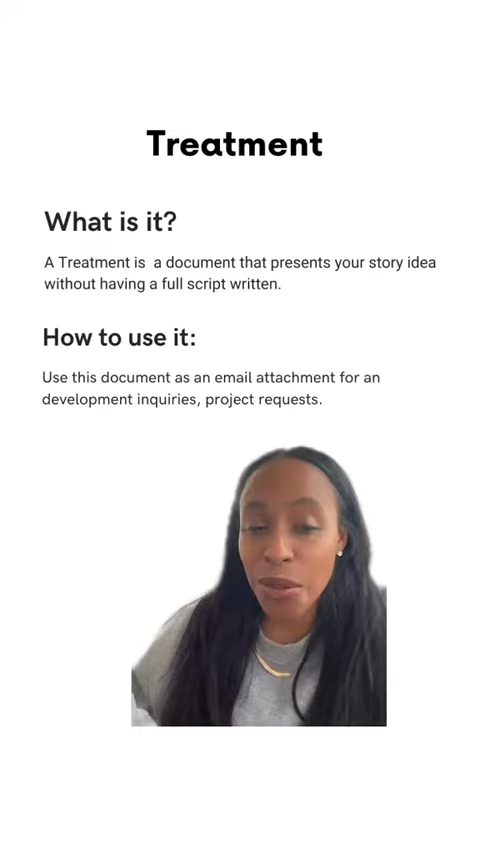 Treatment
What is it?
A Treatment is  a document that presents your story idea
without having a full script written.
How to use it:
Use this document as an email attachment for an
development inquiries, project requests.